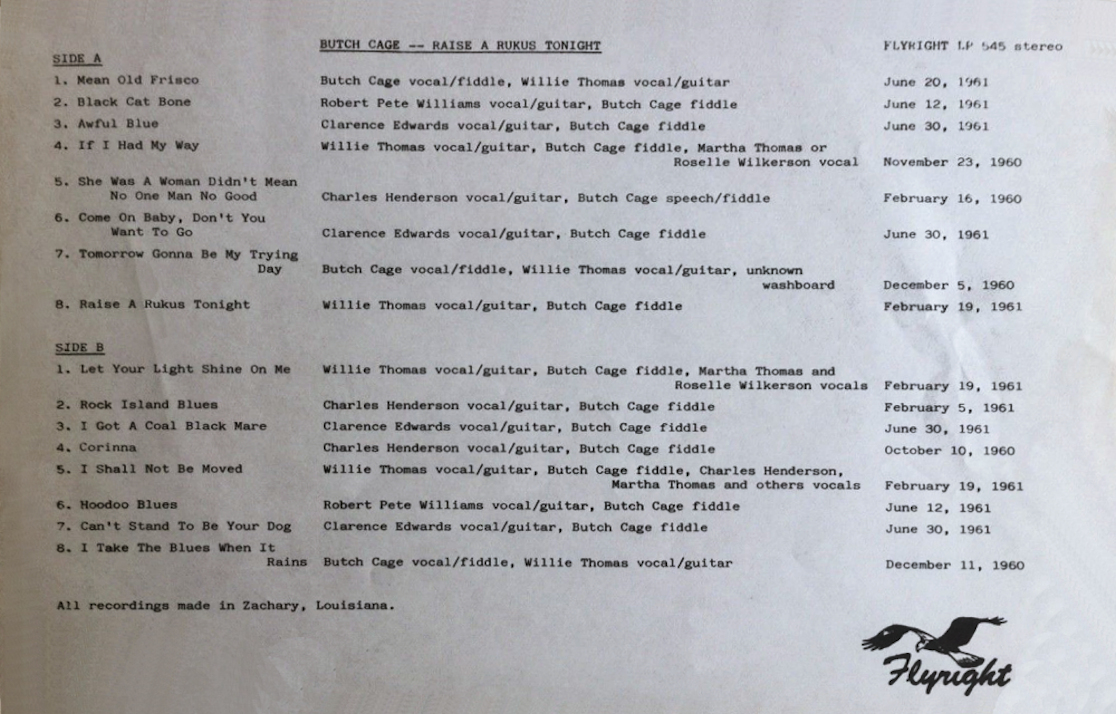 BUTCH CAGE -- RAISE A RUKUS TONIGHT FLYRIGHT LP 545 stereo
SIDE A
1. Mean Old Frisco Butch Cage vocal/fiddle, Willie Thomas vocal/guitar June 20, 1961
2. Black Cat Bone Robert Pete Williams vocal/guitar, Butch Cage fiddle June 12, 1961
3. Awful Blue Clarence Edwards vocal/guitar, Butch Cage fiddle June 30, 1961
4. If I Had My Way Willie Thomas vocal/guitar, Butch Cage fiddle, Martha Thomas or
Roselle Wilkerson vocal November 23, 1960
5. She Was A Woman Didn't Mean
No One Man No Good Charles Henderson vocal/guitar, Butch Cage speech/fiddle February 16, 1960
6. Come On Baby, Don't You
Want To Go Clarence Edwards vocal/guitar, Butch Cage fiddle June 30, 1961
7. Tomorrow Gonna Be My Trying
Day Butch Cage vocal/fiddle, Willie Thomas vocal/guitar, unknown
washboard December 5, 1960
8. Raise A Rukus Tonight Willie Thomas vocal/guitar, Butch Cage fiddle February 19, 1961
SIDE B
1. Let Your Light Shine On Me Willie Thomas vocal/guitar, Butch Cage fiddle, Martha Thomas and
Roselle Wilkerson vocals February 19, 1961
2. Rock Island Blues Charles Henderson vocal/guitar, Butch Cage fiddle February 5, 1961
3. I Got A Coal Black Mare Clarence Edwards vocal/guitar, Butch Cage fiddle June 30, 1961
4. Corinna Charles Henderson vocal/guitar, Butch Cage fiddle October 10, 1960
5. I Shall Not Be Moved Willie Thomas vocal/guitar, Butch Cage fiddle, Charles Henderson,
Martha Thomas and others vocals February 19, 1961
6. Hoodoo Blues Robert Pete Williams vocal/guitar, Butch Cage fiddle June 12, 1961
7. Can't Stand To Be Your Dog Clarence Edwards vocal/guitar, Butch Cage fiddle June 30, 1961
8. I Take The Blues When It
Rains Butch Cage vocal/fiddle, Willie Thomas vocal/guitar December 11, 1960
All recordings made in Zachary, Louisiana.
Flyright